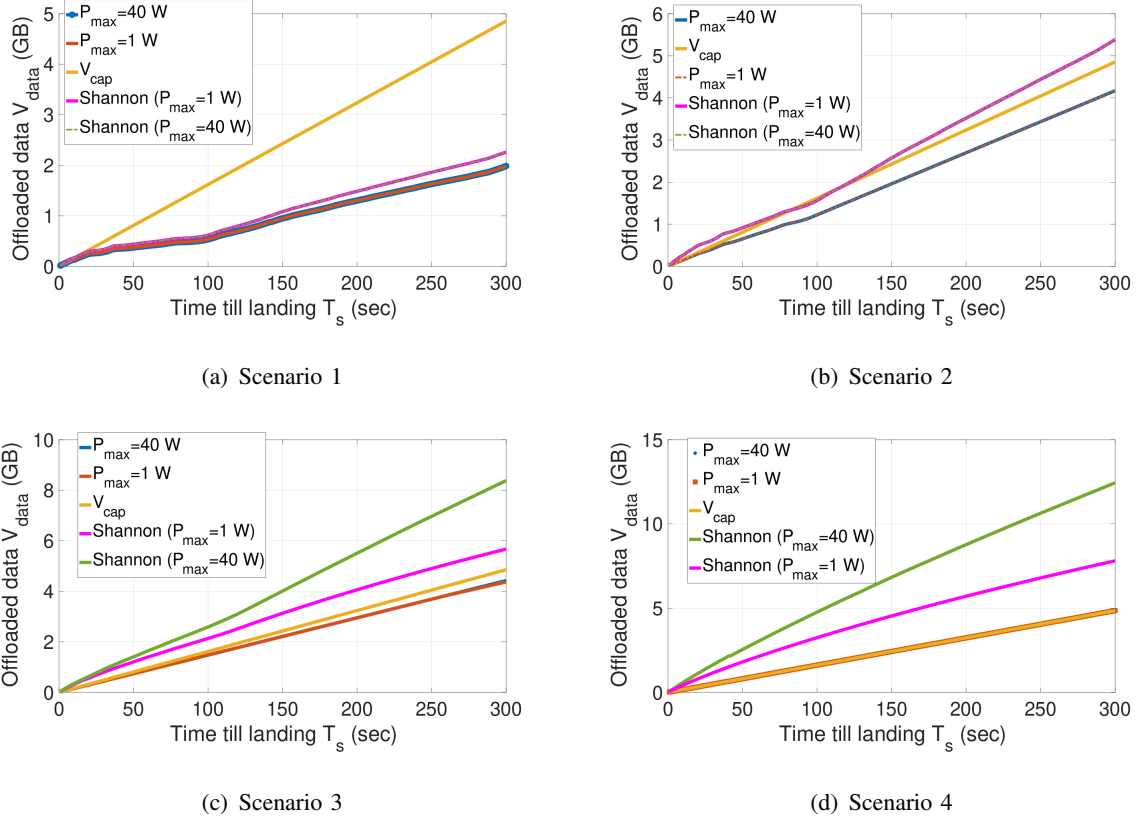 5
4
3
2
1
0
Offloaded data V_data (GB)
P_max=40 W
P_max=1 W
V_cap
Shannon (P_max=1 W)
Shannon (P_max=40 W)
0 50 100 150 200 250 300
Time till landing T_s (sec)
(a) Scenario 1
6
5
4
3
2
1
0
Offloaded data V_data (GB)
P_max=40 W
V_cap
P_max=1 W
Shannon (P_max=1 W)
Shannon (P_max=40 W)
0 50 100 150 200 250 300
Time till landing T_s (sec)
(b) Scenario 2
10
8
6
4
2
0
Offloaded data V_data (GB)
P_max=40 W
P_max=1 W
V_cap
Shannon (P_max=1 W)
Shannon (P_max=40 W)
0 50 100 150 200 250 300
Time till landing T_s (sec)
(c) Scenario 3
15
10
5
0
Offloaded data V_data (GB)
P_max=40 W
P_max=1 W
V_cap
Shannon (P_max=40 W)
Shannon (P_max=1 W)
0 50 100 150 200 250 300
Time till landing T_s (sec)
(d) Scenario 4